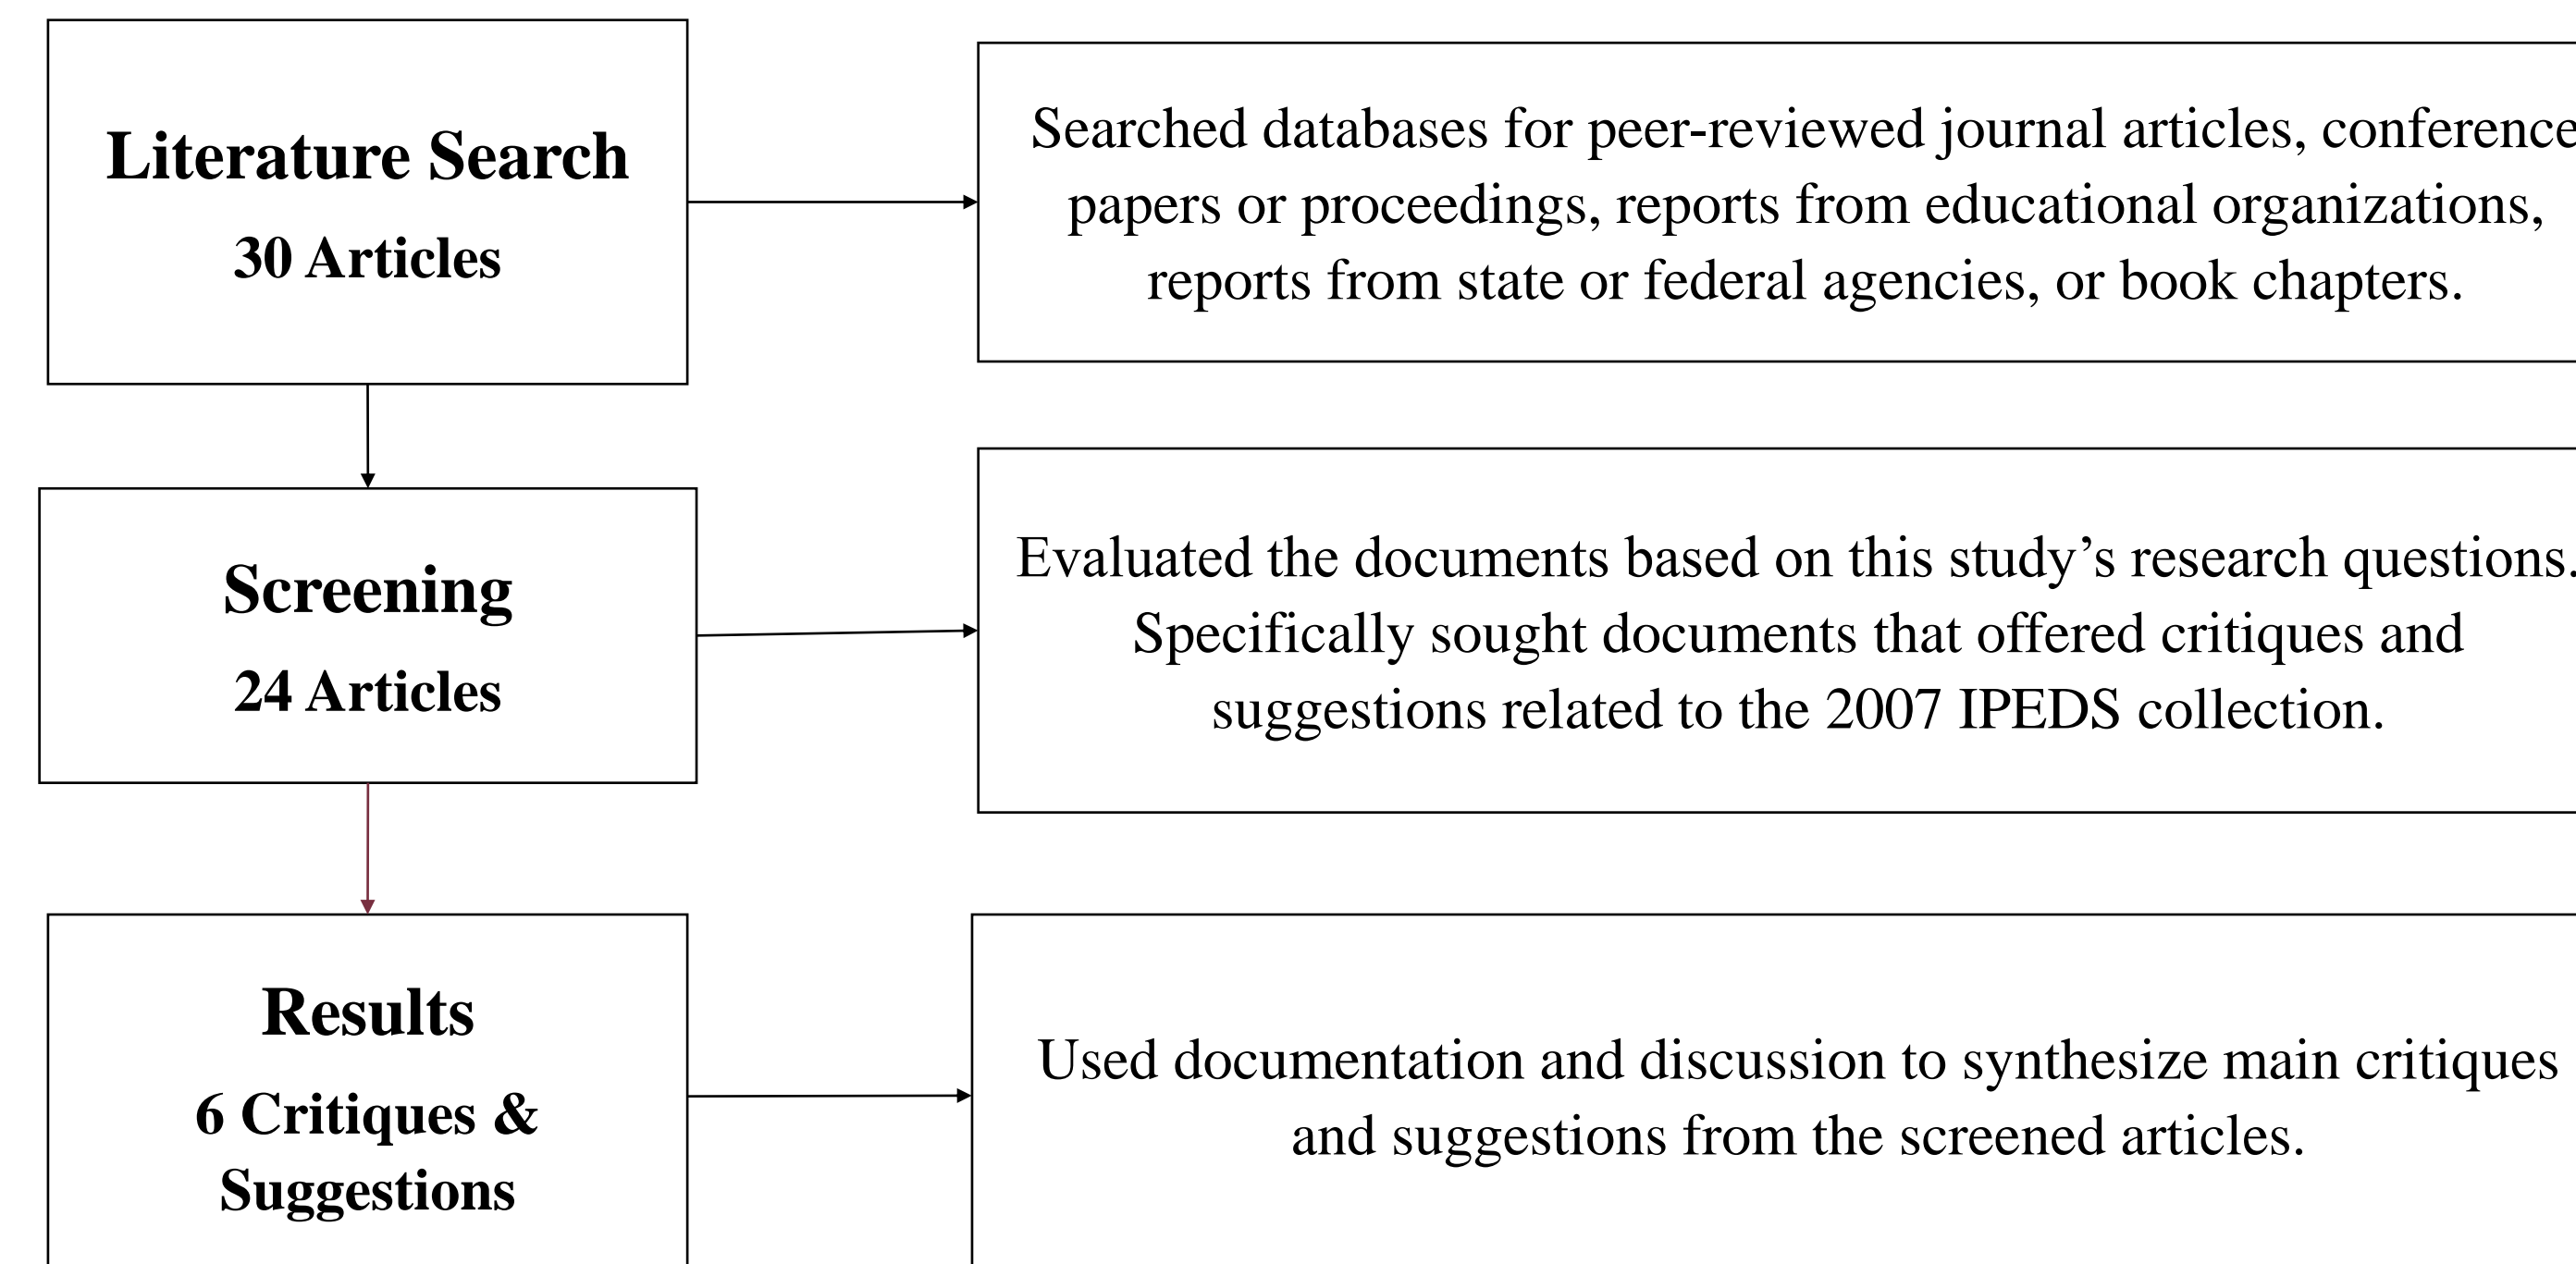 Literature Search
30 Articles
Searched databases for peer-reviewed journal articles, conference
papers or proceedings, reports from educational organizations,
reports from state or federal agencies, or book chapters.
Screening
24 Articles
Evaluated the documents based on this study’s research questions.
Specifically sought documents that offered critiques and
suggestions related to the 2007 IPEDS collection.
Results
6 Critiques &
Suggestions
Used documentation and discussion to synthesize main critiques
and suggestions from the screened articles.